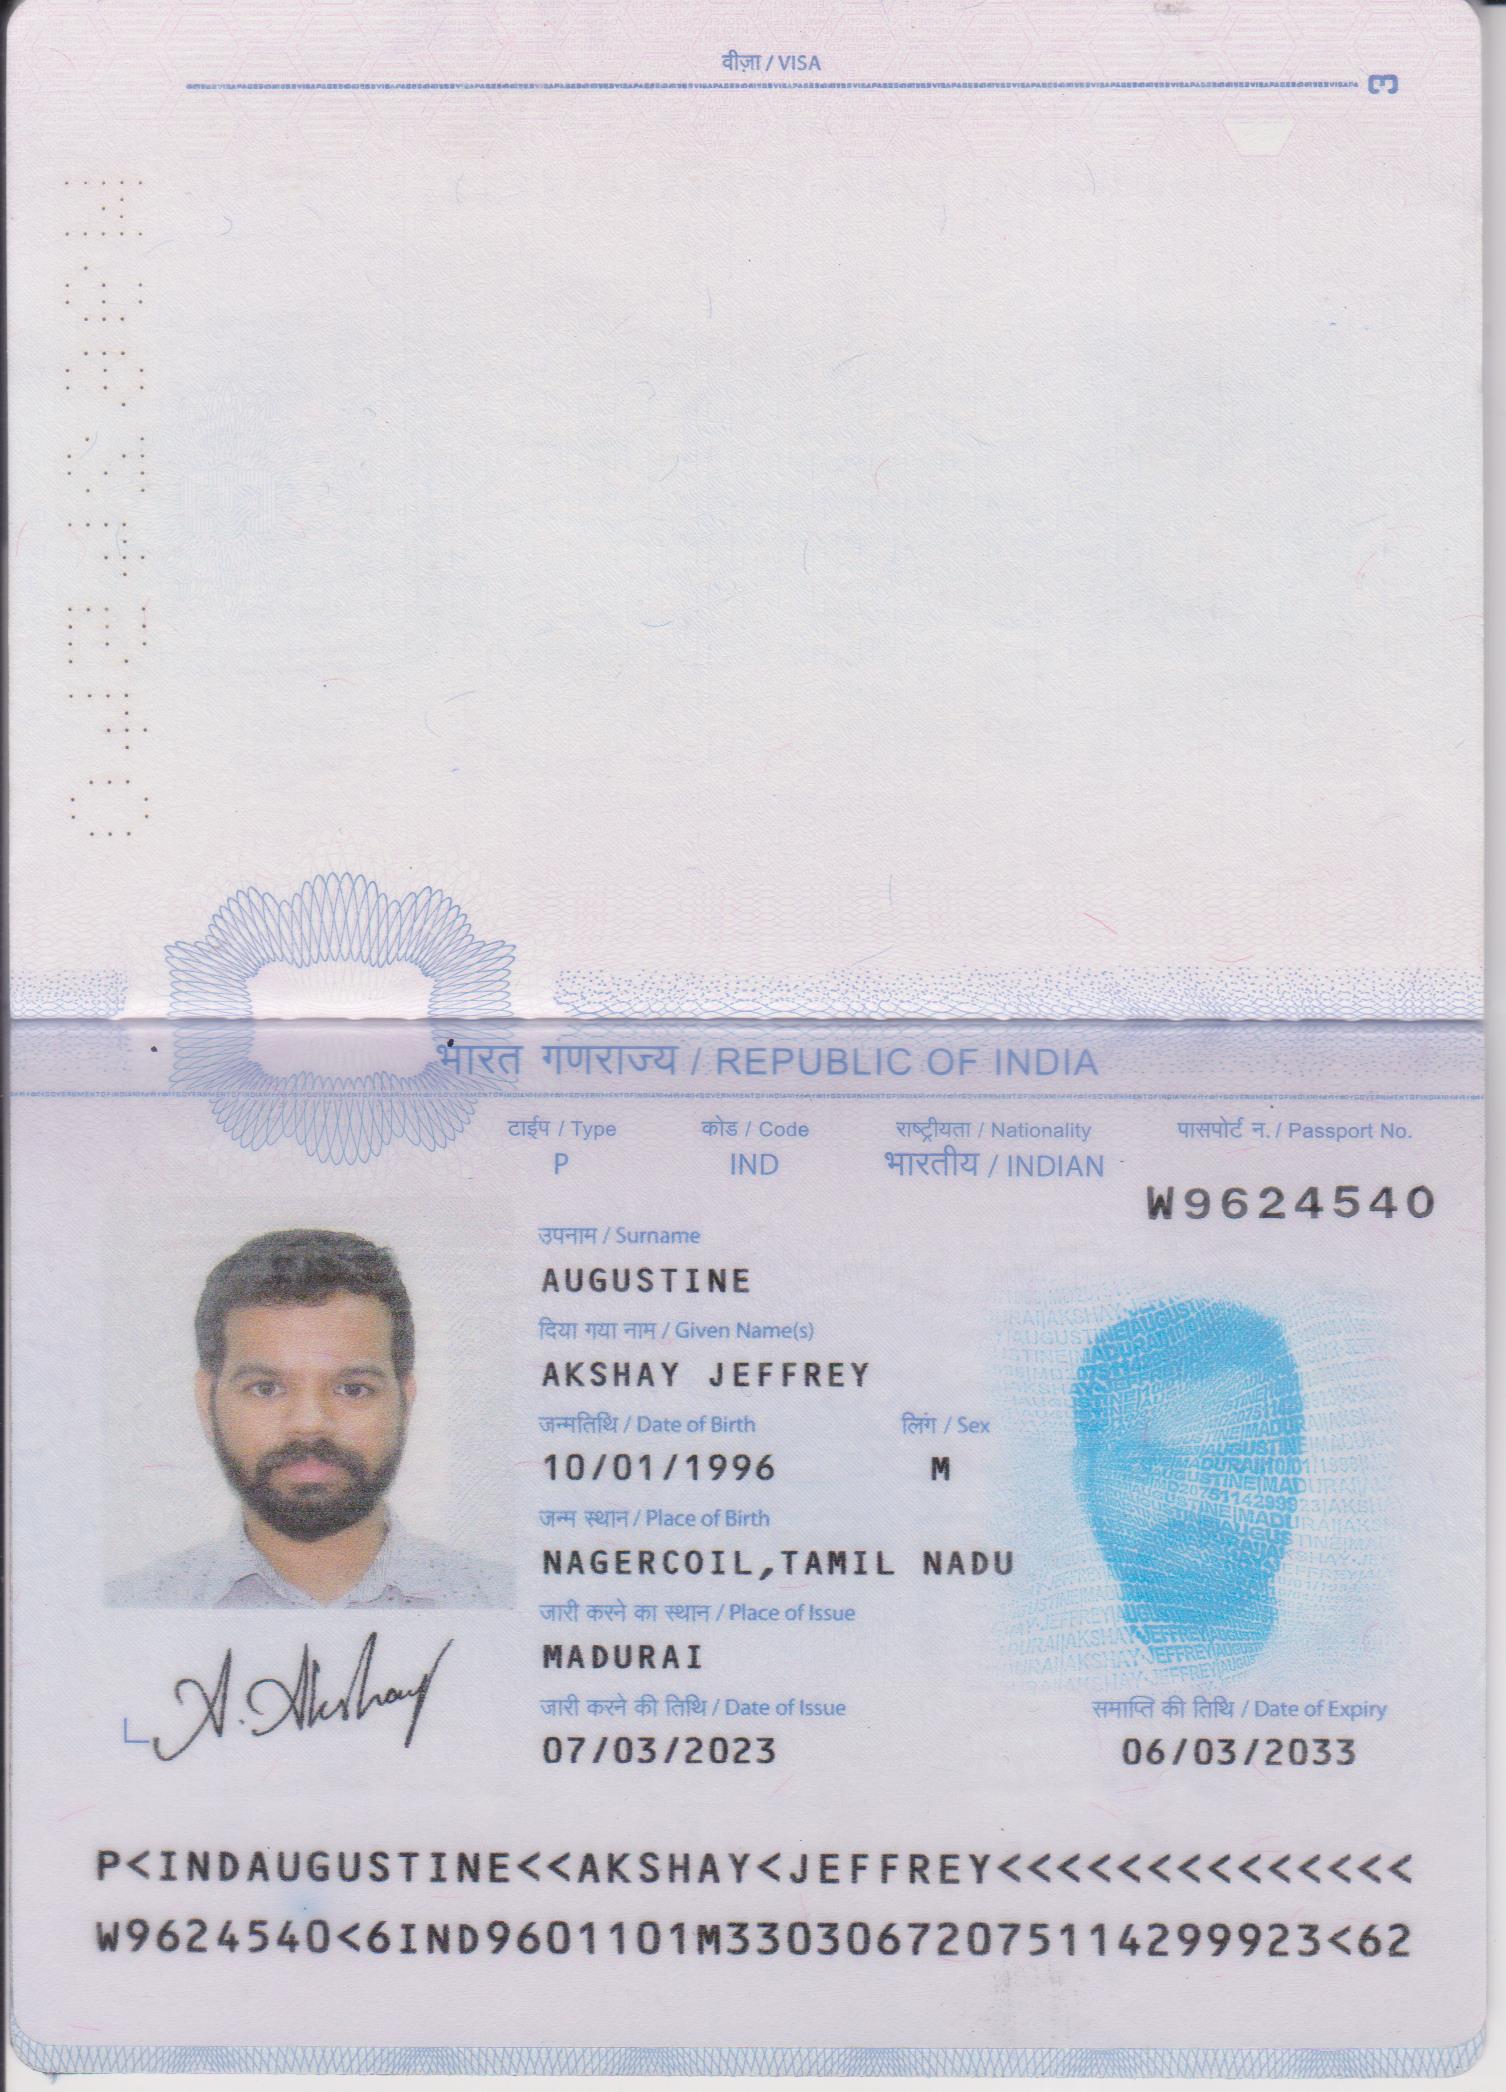 वीज़ा / VISA
3
भारत गणराज्य / REPUBLIC OF INDIA
टाईप / Type कोड / Code राष्ट्रीयता / Nationality पासपोर्ट न. / Passport No.
P IND भारतीय / INDIAN W9624540
उपनाम / Surname
AUGUSTINE
दिया गया नाम / Given Name(s)
AKSHAY JEFFREY
जन्मतिथि / Date of Birth लिंग / Sex
10/01/1996 M
जन्म स्थान / Place of Birth
NAGERCOIL,TAMIL NADU
जारी करने का स्थान / Place of Issue
MADURAI
A. Akshay
जारी करने की तिथि / Date of Issue समाप्ति की तिथि / Date of Expiry
07/03/2023 06/03/2033
P<INDAUGUSTINE<<AKSHAY<JEFFREY<<<<<<<<<<<<<<
W9624540<6IND9601101M33030672075114299923<62